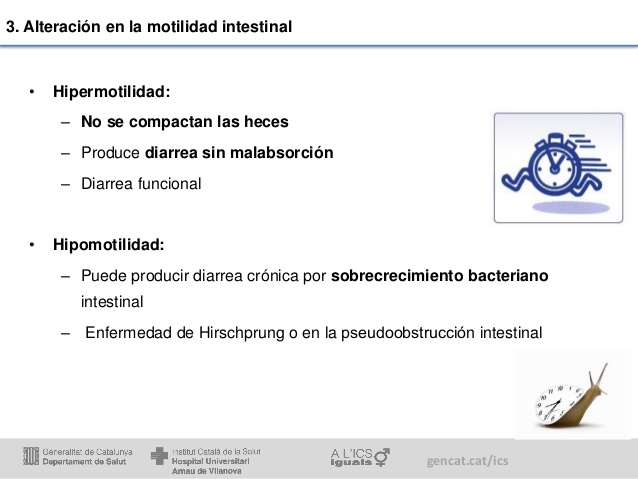 3. Alteración en la motilidad intestinal
• Hipermotilidad:
– No se compactan las heces
– Produce diarrea sin malabsorción
– Diarrea funcional
• Hipomotilidad:
– Puede producir diarrea crónica por sobrecrecimiento bacteriano
intestinal
– Enfermedad de Hirschprung o en la pseudoobstrucción intestinal
Generalitat de Catalunya
Departament de Salut
Institut Català de la Salut
Hospital Universitari
Arnau de Vilanova
A L'ICS
iguals
gencat.cat/ics